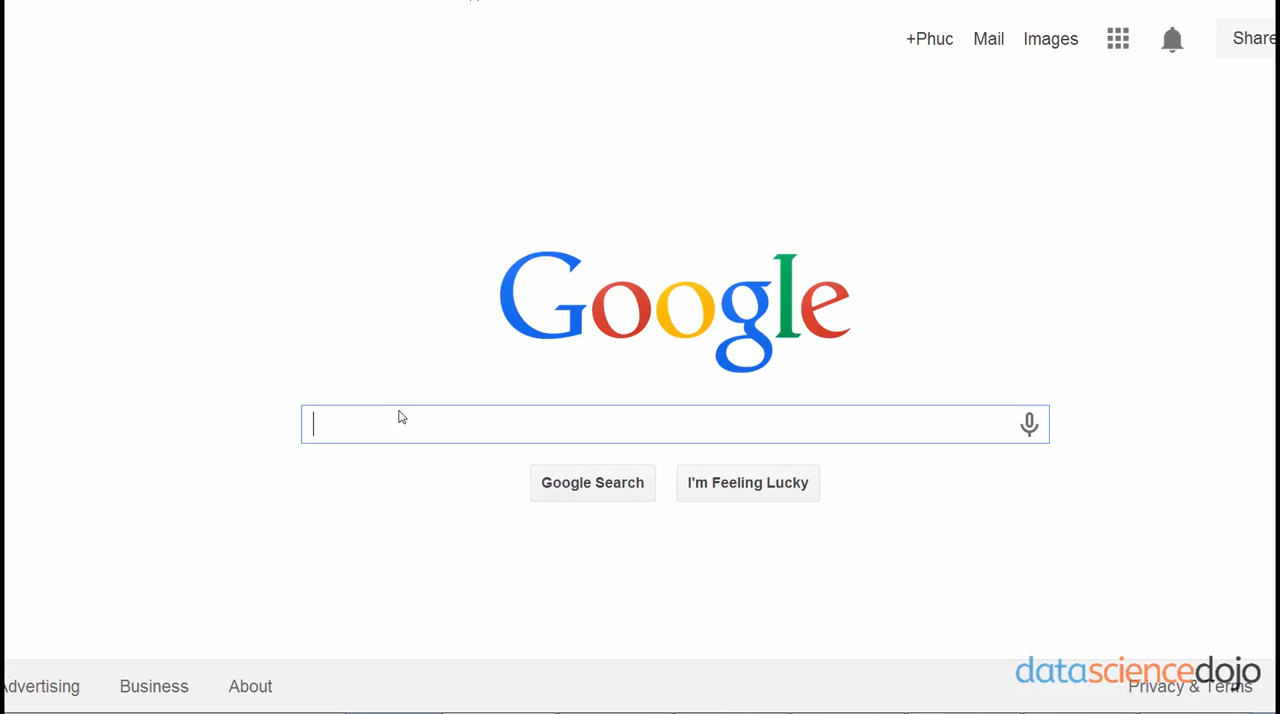 +Phuc Mail Images Share
Google
Google Search I'm Feeling Lucky
datasciencedojo
dvertising Business About Privacy & Terms